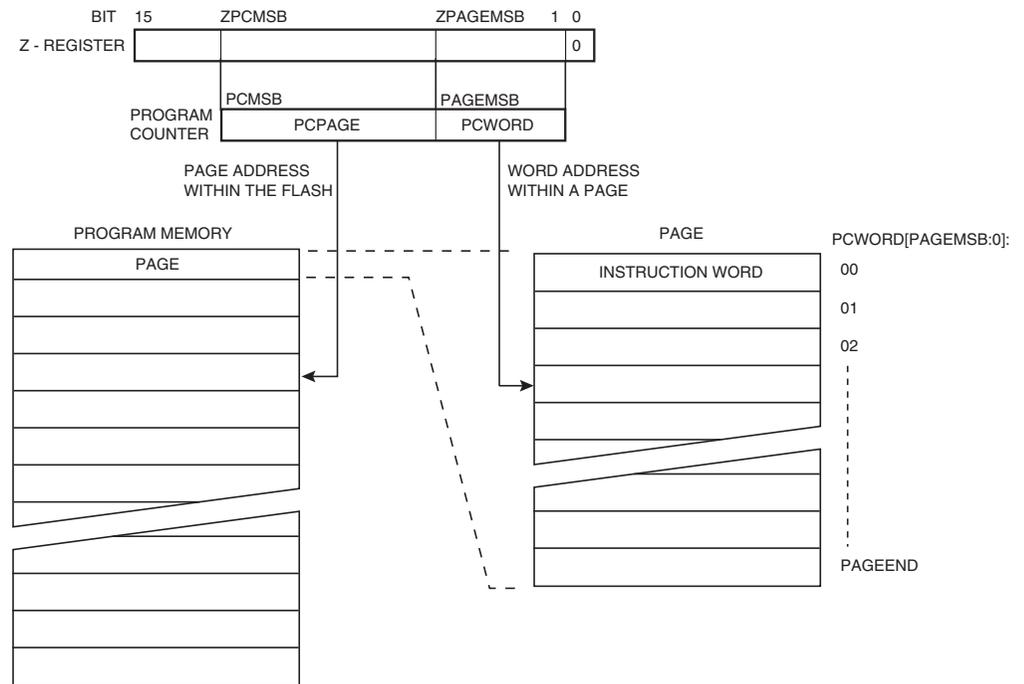 BIT 15 ZPCMSB ZPAGEMSB 1 0
Z - REGISTER 0
PCMSB PAGEMSB
PROGRAM
COUNTER
PCPAGE PCWORD
PAGE ADDRESS
WITHIN THE FLASH
WORD ADDRESS
WITHIN A PAGE
PROGRAM MEMORY
PAGE
PAGE
INSTRUCTION WORD
PCWORD[PAGEMSB:0]:
00
01
02
PAGEEND